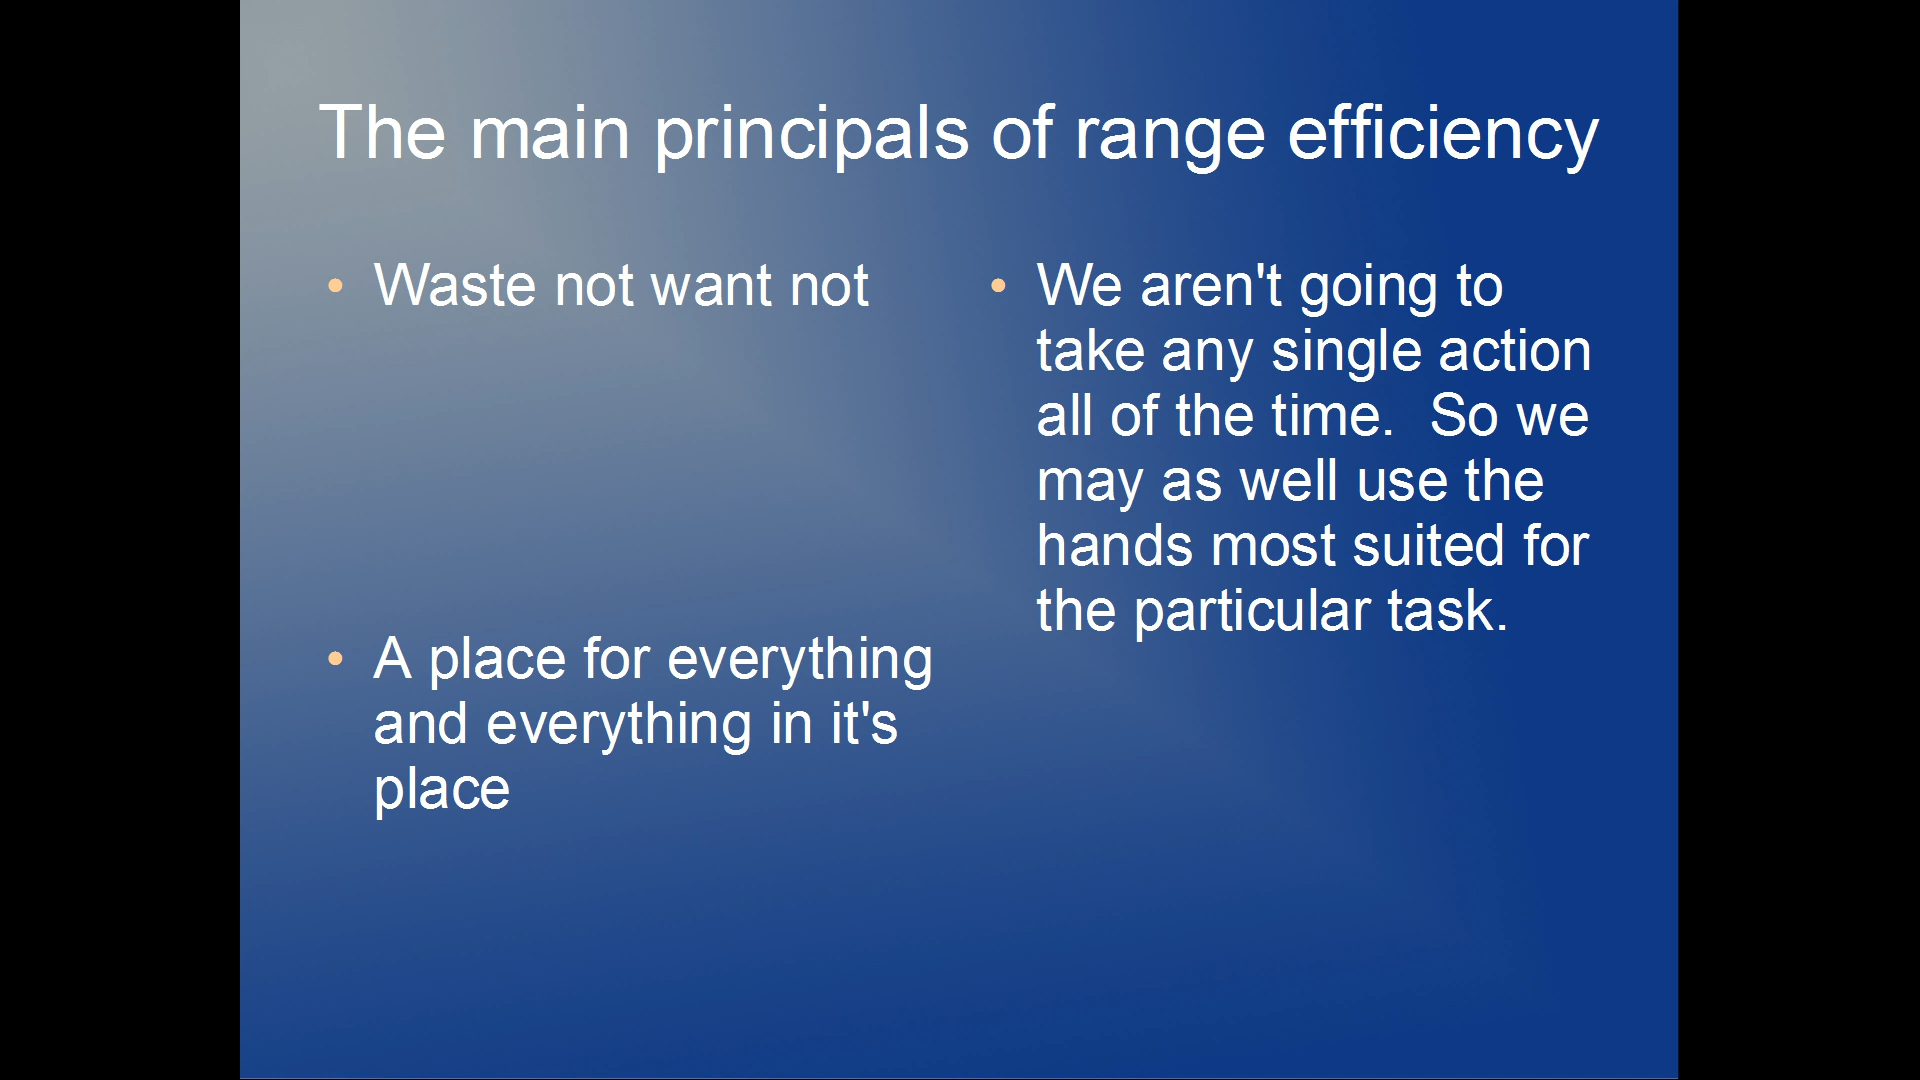 The main principals of range efficiency
• Waste not want not
• A place for everything
and everything in it's
place
• We aren't going to
take any single action
all of the time.  So we
may as well use the
hands most suited for
the particular task.